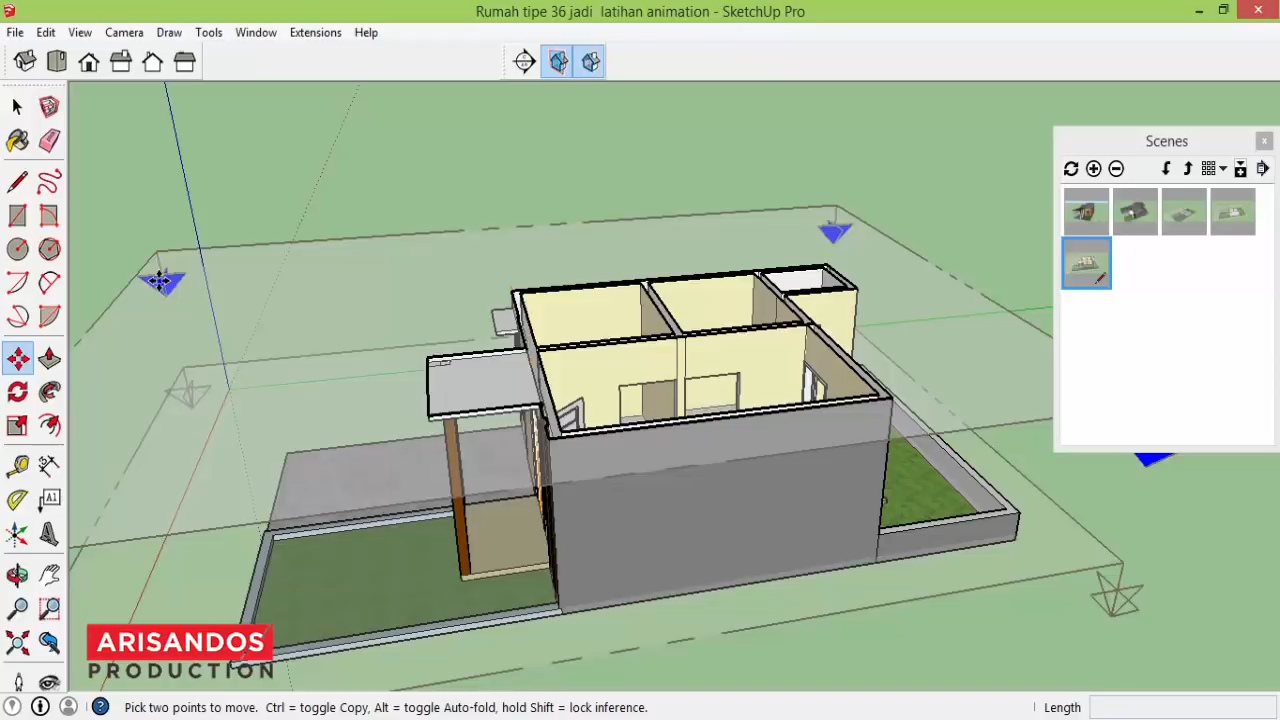 Rumah tipe 36 jadi  latihan animation - SketchUp Pro
File Edit View Camera Draw Tools Window Extensions Help
Scenes
A1
ARISANDOS
PRODUCTION
Pick two points to move.  Ctrl = toggle Copy, Alt = toggle Auto-fold, hold Shift = lock inference.
Length